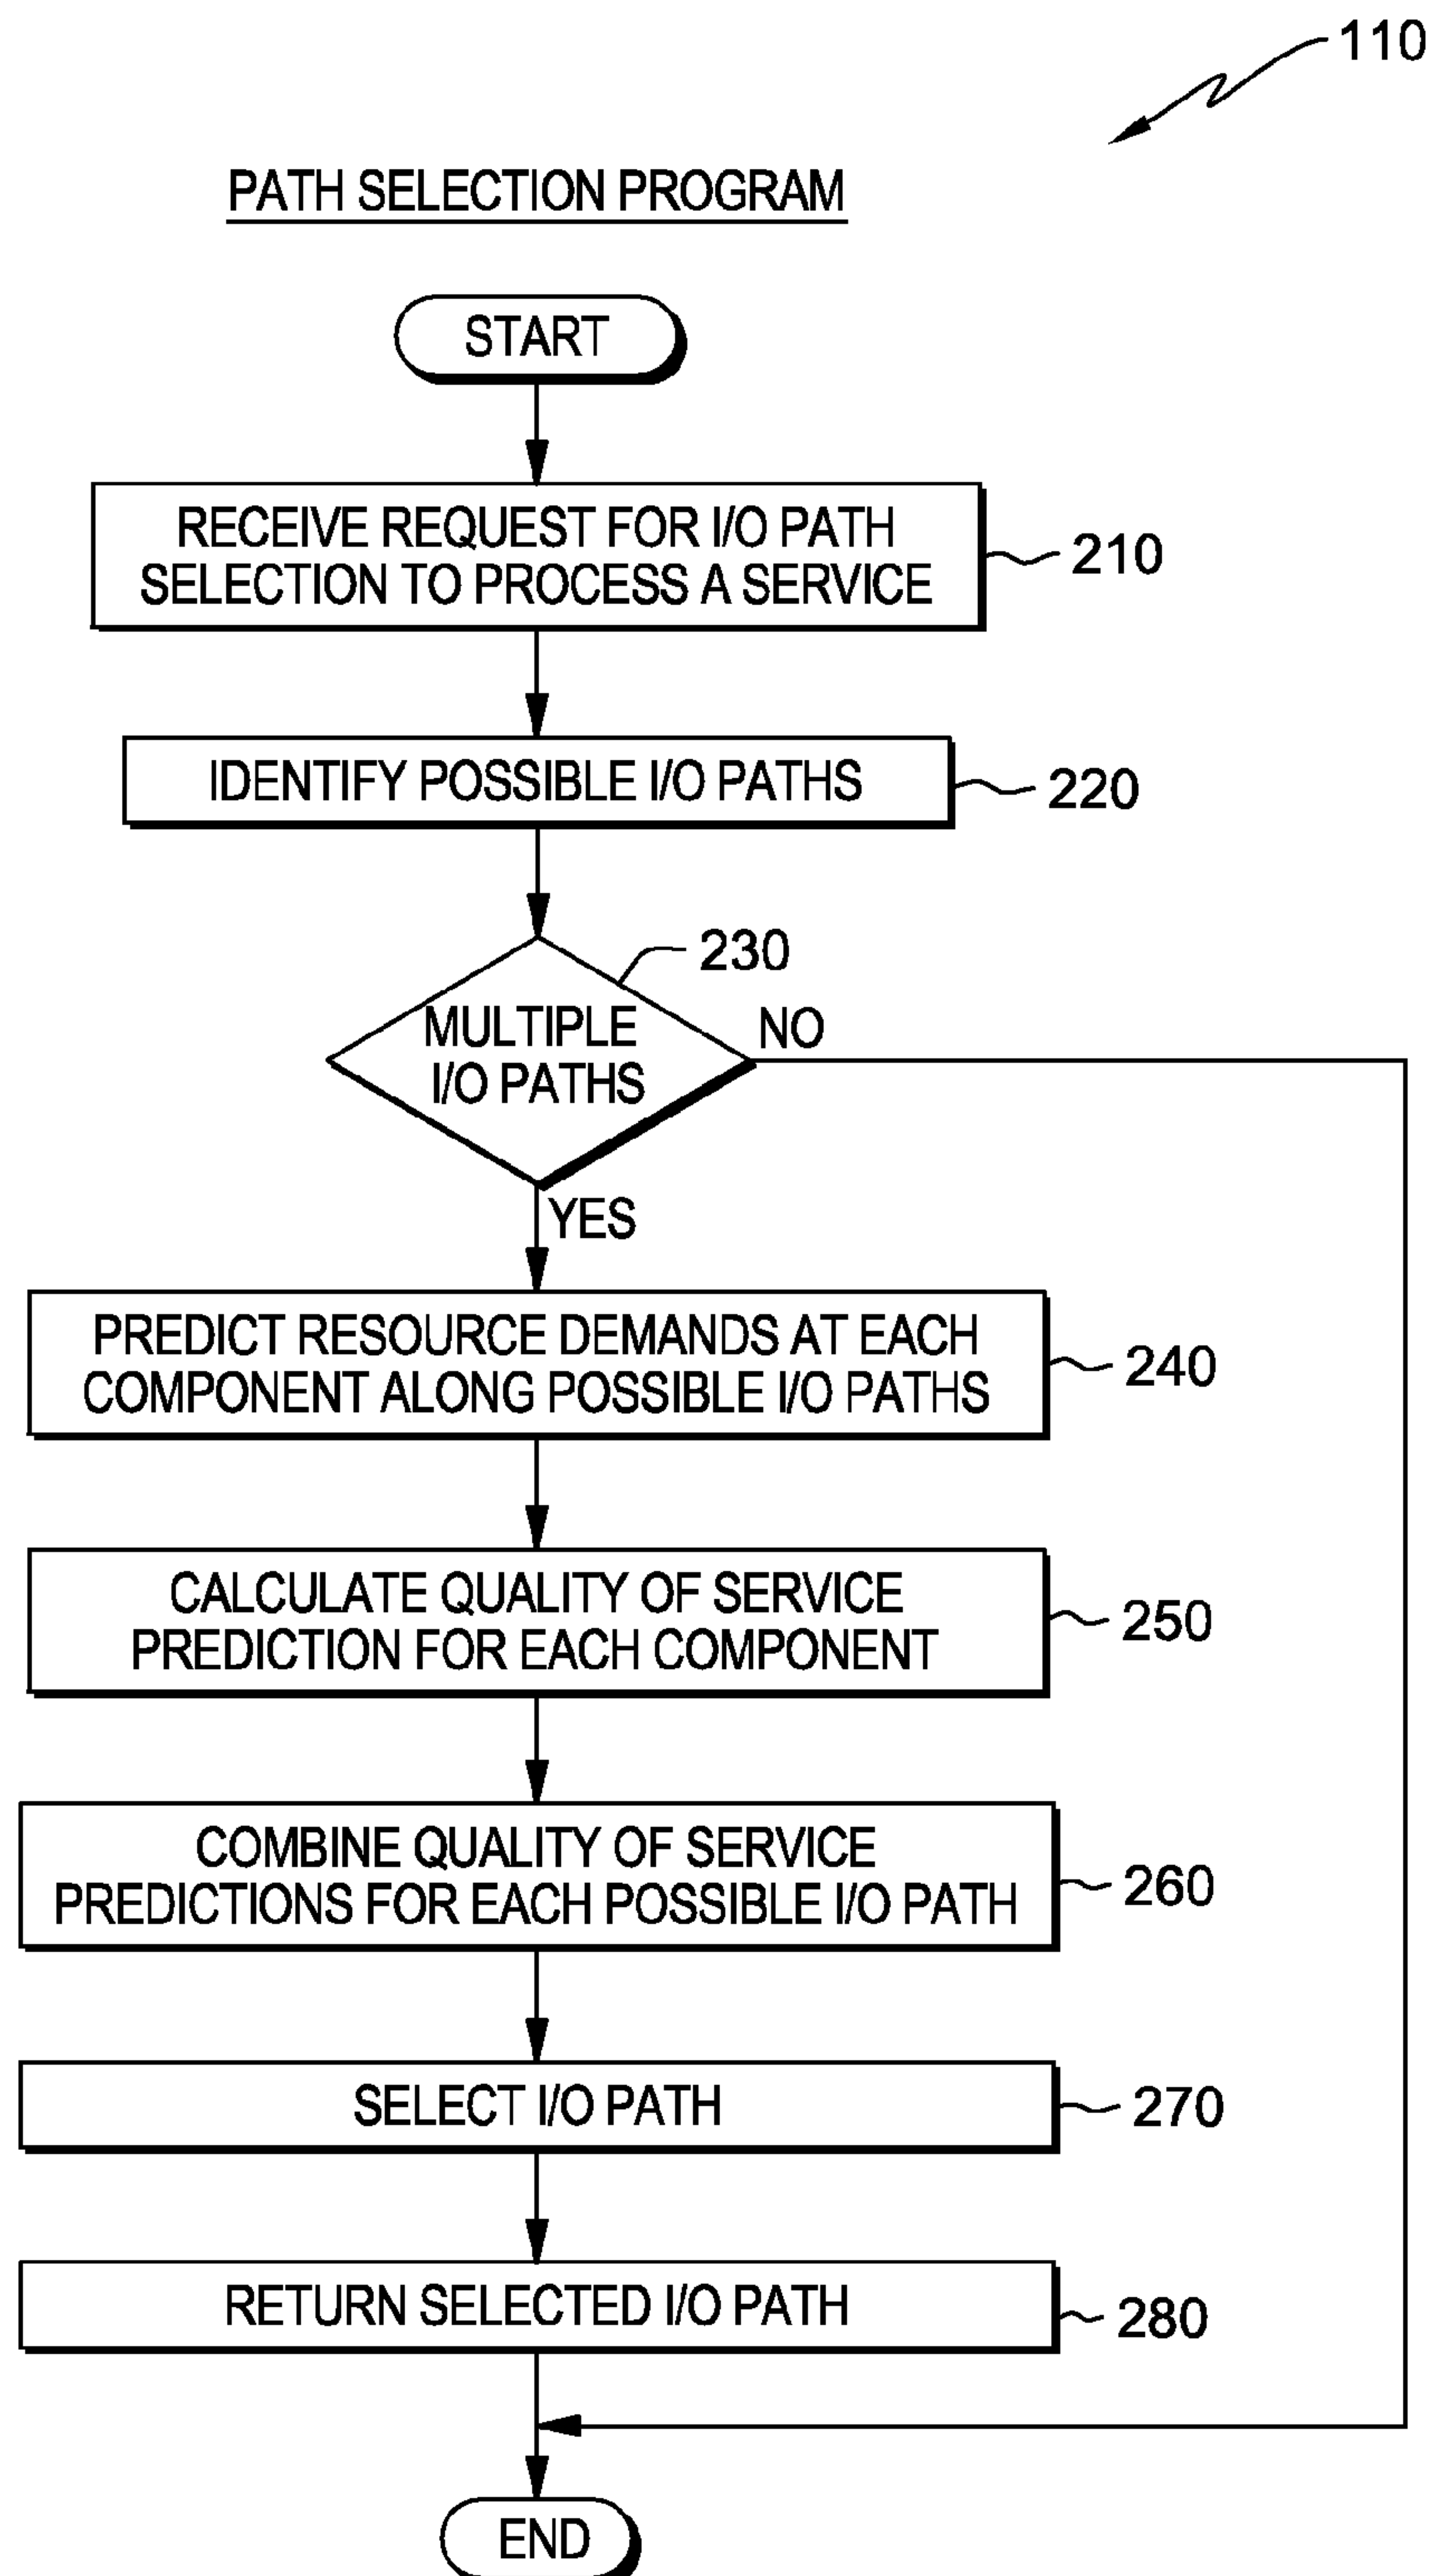 110
PATH SELECTION PROGRAM
START
RECEIVE REQUEST FOR I/O PATH
SELECTION TO PROCESS A SERVICE
210
IDENTIFY POSSIBLE I/O PATHS
220
230
MULTIPLE
I/O PATHS
NO
YES
PREDICT RESOURCE DEMANDS AT EACH
COMPONENT ALONG POSSIBLE I/O PATHS
240
CALCULATE QUALITY OF SERVICE
PREDICTION FOR EACH COMPONENT
250
COMBINE QUALITY OF SERVICE
PREDICTIONS FOR EACH POSSIBLE I/O PATH
260
SELECT I/O PATH
270
RETURN SELECTED I/O PATH
280
END